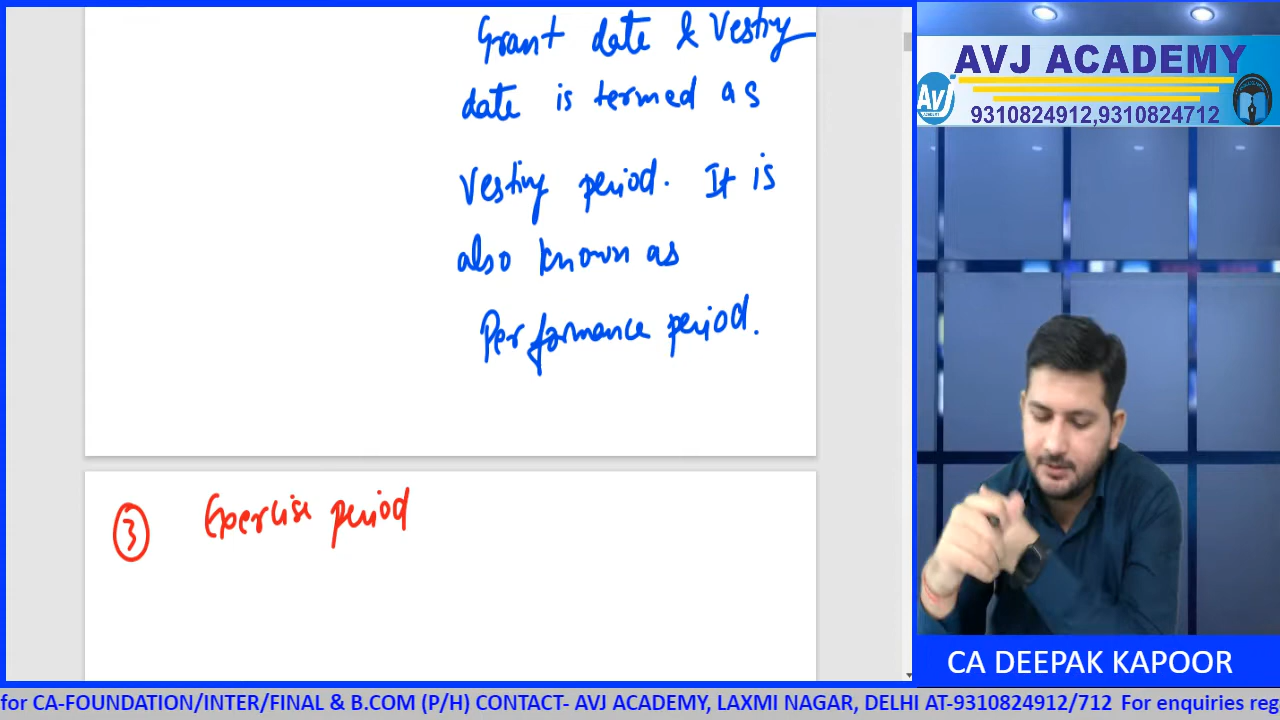 Grant date & Vesting
date is termed as
Vesting period. It is
also known as
Performance period.
3 Exercise period
AVJ ACADEMY
AVJ
ACADEMY
9310824912,9310824712
CA DEEPAK KAPOOR
for CA-FOUNDATION/INTER/FINAL & B.COM (P/H) CONTACT- AVJ ACADEMY, LAXMI NAGAR, DELHI AT-9310824912/712 For enquiries reg